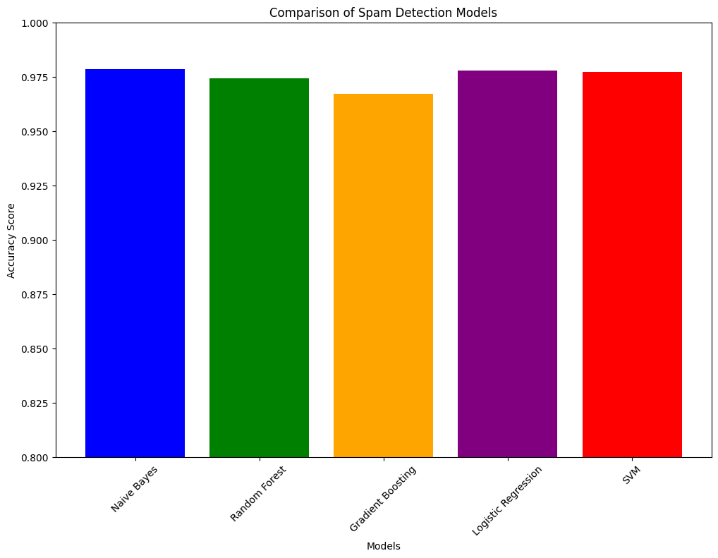 Comparison of Spam Detection Models
1.000
0.975
0.950
0.925
0.900
0.875
0.850
0.825
0.800
Accuracy Score
Naive Bayes
Random Forest
Gradient Boosting
Logistic Regression
SVM
Models